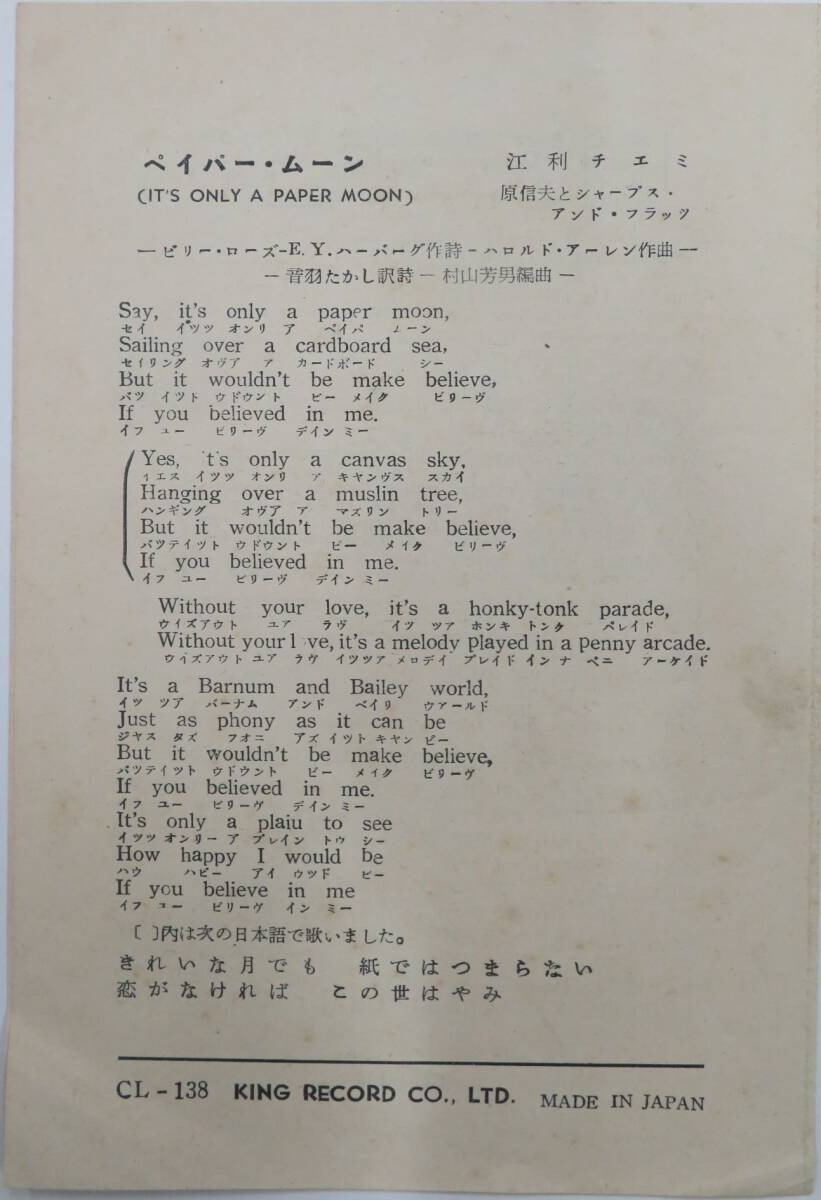 ペイパー・ムーン
(IT'S ONLY A PAPER MOON)
江利チエミ
原信夫とシャープス・
アンド・フラッツ
―ビリー・ローズ-E.Y.ハーバーグ作詩-ハロルド・アーレン作曲―
―音羽たかし訳詩―村山芳男編曲―
Say, it's only a paper moon,
セイ イツツ オンリ ア ペイパ ムーン
Sailing over a cardboard sea,
セイリング オヴア ア カードボード シー
But it wouldn't be make believe,
バツ イツト ウドウント ビー メイク ビリーヴ
If you believed in me.
イフ ユー ビリーヴ デイン ミー
Yes, 't's only a canvas sky,
イエス イツツ オンリ ア キヤンヴス スカイ
Hanging over a muslin tree,
ハンギング オヴア ア マズリン トリー
But it wouldn't be make believe,
バツテイツト ウドウント ビー メイク ビリーヴ
If you believed in me.
イフ ユー ビリーヴ デイン ミー
Without your love, it's a honky-tonk parade,
ウイズアウト ユア ラヴ イツ ツア ホンキ トンク パレイド
Without your l ve, it's a melody played in a penny arcade.
ウイズアウト ユア ラヴ イツツア メロデイ プレイド イン ナ ペニ アーケイド
It's a Barnum and Bailey world,
イツ ツア バーナム アンド ベイリ ウアールド
Just as phony as it can be
ジヤス タズ フオニ アズ イツト キヤン ビー
But it wouldn't be make believe,
バツテイツト ウドウント ビー メイク ビリーヴ
If you believed in me.
イフ ユー ビリーヴ デイン ミー
It's only a plaiu to see
イツツ オンリー ア プレイン トゥ シー
How happy I would be
ハウ ハピー アイ ウツド ビー
If you believe in me
イフ ユー ビリーヴ イン ミー
〔 〕内は次の日本語で歌いました。
きれいな月でも 紙ではつまらない
恋がなければ この世はやみ
CL-138 KING RECORD CO., LTD. MADE IN JAPAN